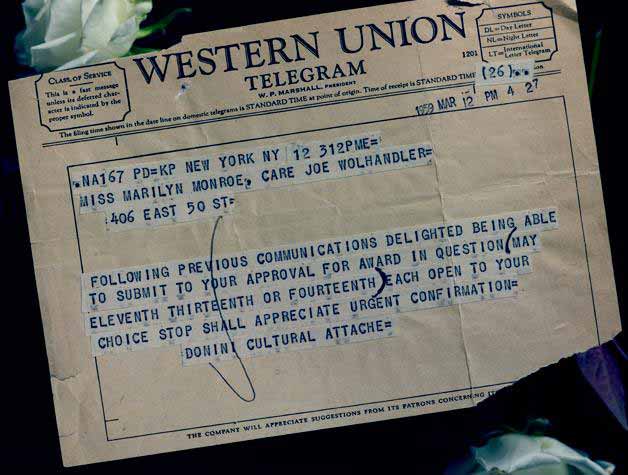 CLASS OF SERVICE
This is a fast message
unless its deferred char-
acter is indicated by the
proper symbol.
WESTERN UNION
TELEGRAM
W. P. MARSHALL, PRESIDENT
1201
SYMBOLS
DL=Day Letter
NL=Night Letter
LT=International
Letter Telegram
The filing time shown in the date line on domestic telegrams is STANDARD TIME at point of origin. Time of receipt is STANDARD TIME
(26)
1959 MAR 12 PM 4 27
NA167 PD=KP NEW YORK NY 12 312PME=
MISS MARILYN MONROE, CARE JOE WOLHANDLER=
406 EAST 50 ST=
FOLLOWING PREVIOUS COMMUNICATIONS DELIGHTED BEING ABLE
TO SUBMIT TO YOUR APPROVAL FOR AWARD IN QUESTION (MAY
ELEVENTH THIRTEENTH OR FOURTEENTH) EACH OPEN TO YOUR
CHOICE STOP SHALL APPRECIATE URGENT CONFIRMATION=
DONINI CULTURAL ATTACHE=
THE COMPANY WILL APPRECIATE SUGGESTIONS FROM ITS PATRONS CONCERNING